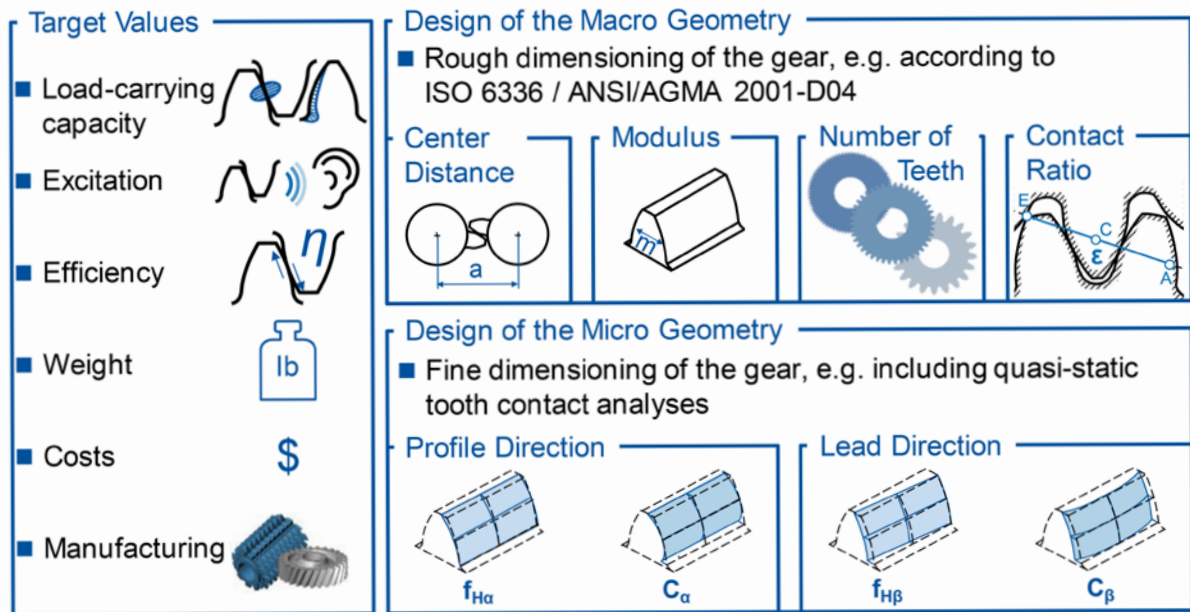 Target Values
■ Load-carrying
capacity
■ Excitation
■ Efficiency
η
■ Weight
lb
■ Costs
$
■ Manufacturing
Design of the Macro Geometry
■ Rough dimensioning of the gear, e.g. according to
ISO 6336 / ANSI/AGMA 2001-D04
Center
Distance
a
Modulus
m
Number of
Teeth
Contact
Ratio
E
C
ε
A
Design of the Micro Geometry
■ Fine dimensioning of the gear, e.g. including quasi-static
tooth contact analyses
Profile Direction
fHα
Cα
Lead Direction
fHβ
Cβ